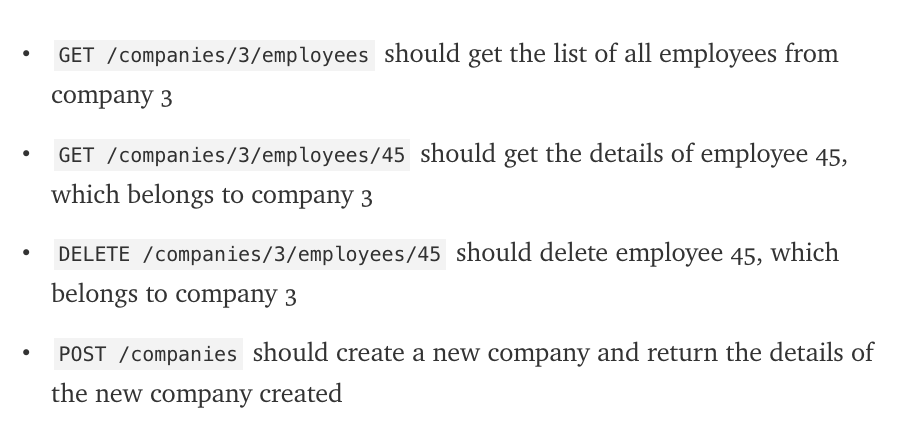 • GET /companies/3/employees should get the list of all employees from
company 3
• GET /companies/3/employees/45 should get the details of employee 45,
which belongs to company 3
• DELETE /companies/3/employees/45 should delete employee 45, which
belongs to company 3
• POST /companies should create a new company and return the details of
the new company created